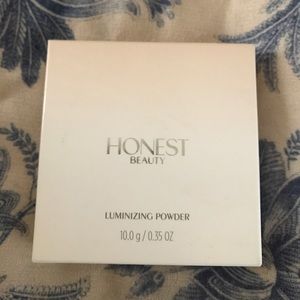 HONEST
BEAUTY
LUMINIZING POWDER
10.0 g / 0.35 OZ